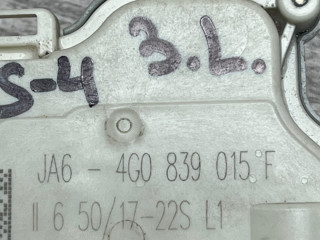 S-4 3.L.
JA6 - 4G0 839 015 F
II 6 50/17-22S L1